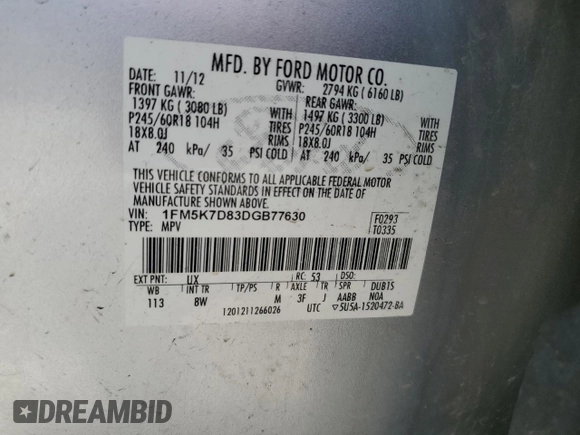 MFD. BY FORD MOTOR CO.
DATE: 11/12
GVWR: 2794 KG ( 6160 LB)
FRONT GAWR:
REAR GAWR:
1397 KG ( 3080 LB)
1497 KG ( 3300 LB)
P245/60R18 104H
WITH TIRES
P245/60R18 104H
WITH TIRES
18X8.0J
RIMS
18X8.0J
RIMS
AT 240 kPa/ 35 PSI COLD
AT 240 kPa/ 35 PSI COLD
THIS VEHICLE CONFORMS TO ALL APPLICABLE FEDERAL MOTOR
VEHICLE SAFETY STANDARDS IN EFFECT ON THE DATE OF
MANUFACTURE SHOWN ABOVE.
VIN: 1FM5K7D83DGB77630
TYPE: MPV
F0293
T0335
EXT PNT: UX RC: 53 DSO:
WB INT TR TP/PS R AXLE TR SPR DUB1S
113 8W M 3F J AABB N0A
1201211266026 UTC ▽5U5A-1520472-BA
DREAMBID